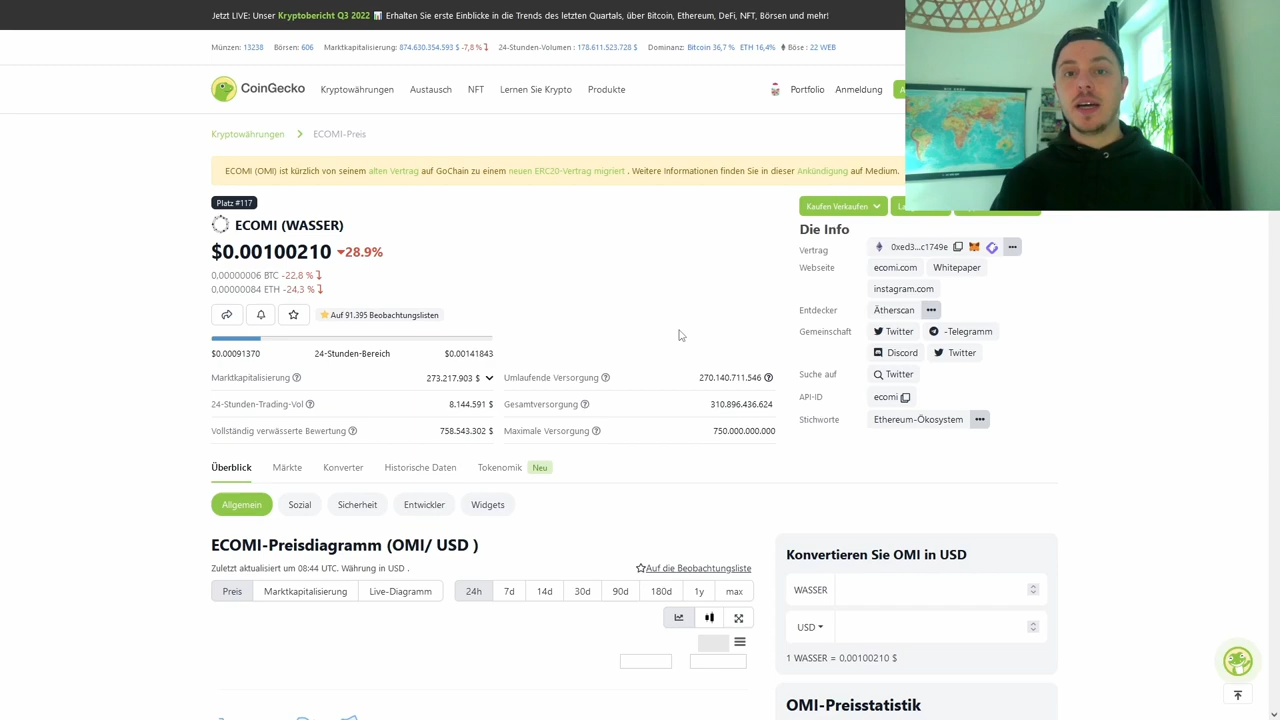 Jetzt LIVE: Unser Kryptobericht Q3 2022 📊 Erhalten Sie erste Einblicke in die Trends des letzten Quartals, über Bitcoin, Ethereum, DeFi, NFT, Börsen und mehr!
Münzen: 13238 Börsen: 606 Marktkapitalisierung: 874.630.354.593 $ -7,8 % 24-Stunden-Volumen : 178.611.523.728 $ Dominanz: Bitcoin 36,7 % ETH 16,4% Böse : 22 WEB
CoinGecko Kryptowährungen Austausch NFT Lernen Sie Krypto Produkte Portfolio Anmeldung
Kryptowährungen > ECOMI-Preis
ECOMI (OMI) ist kürzlich von seinem alten Vertrag auf GoChain zu einem neuen ERC20-Vertrag migriert . Weitere Informationen finden Sie in dieser Ankündigung auf Medium.
Platz #117
Kaufen Verkaufen
ECOMI (WASSER)
Die Info
$0.00100210 28.9%
Vertrag 0xed3...c1749e
0,00000006 BTC -22,8 %
Webseite ecomi.com Whitepaper
0,00000084 ETH -24,3 %
instagram.com
Auf 91.395 Beobachtungslisten
Entdecker Ätherscan
Gemeinschaft Twitter -Telegramm
$0.00091370 24-Stunden-Bereich $0.00141843
Discord Twitter
Marktkapitalisierung 273.217.903 $ Umlaufende Versorgung 270.140.711.546
Suche auf Twitter
24-Stunden-Trading-Vol 8.144.591 $ Gesamtversorgung 310.896.436.624
API-ID ecomi
Vollständig verwässerte Bewertung 758.543.302 $ Maximale Versorgung 750.000.000.000
Stichworte Ethereum-Ökosystem
Überblick Märkte Konverter Historische Daten Tokenomik Neu
Allgemein Sozial Sicherheit Entwickler Widgets
ECOMI-Preisdiagramm (OMI/ USD )
Konvertieren Sie OMI in USD
Zuletzt aktualisiert um 08:44 UTC. Währung in USD .
Auf die Beobachtungsliste
Preis Marktkapitalisierung Live-Diagramm 24h 7d 14d 30d 90d 180d 1y max
WASSER
USD
1 WASSER = 0,00100210 $
OMI-Preisstatistik